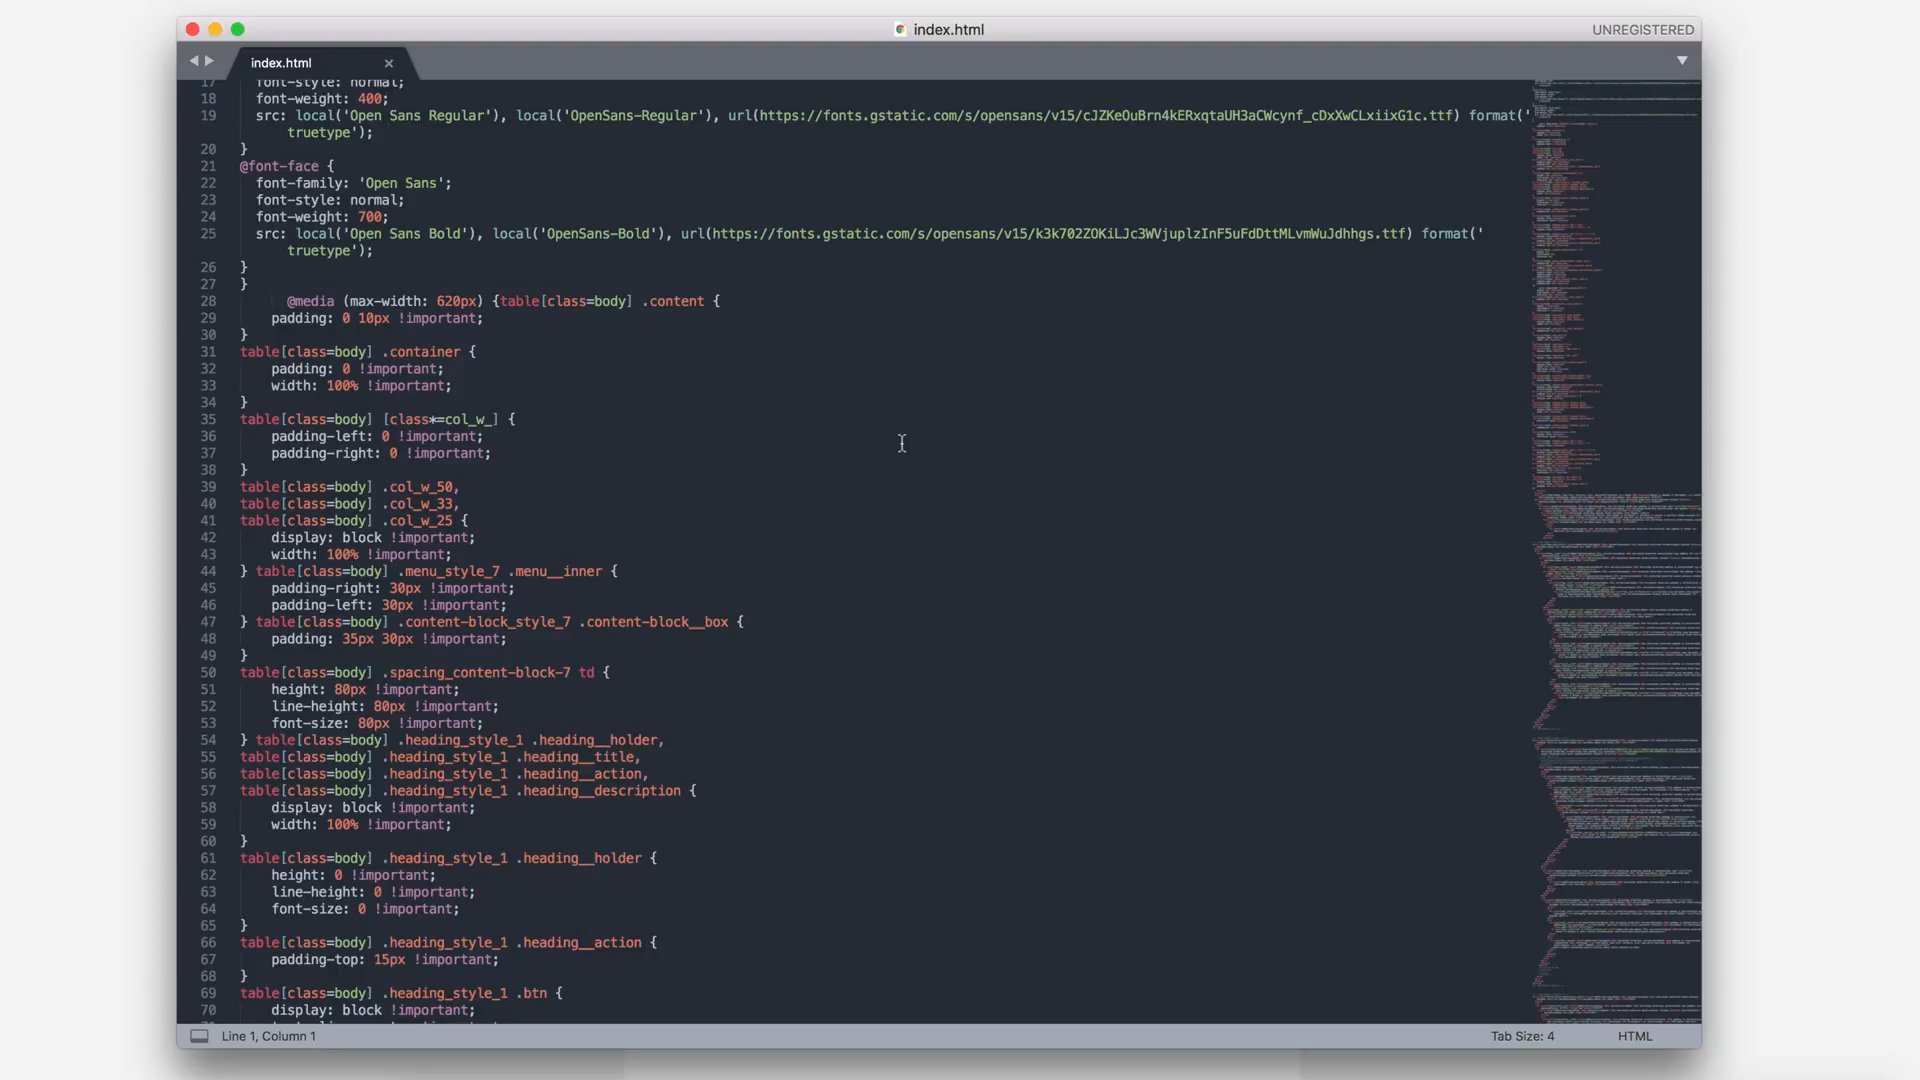 index.html
UNREGISTERED
index.html
17 font-style: normal;
18 font-weight: 400;
19 src: local('Open Sans Regular'), local('OpenSans-Regular'), url(https://fonts.gstatic.com/s/opensans/v15/cJZKeOuBrn4kERxqtaUH3aCWcynf_cDxXwCLxiixG1c.ttf) format('
truetype');
20 }
21 @font-face {
22 font-family: 'Open Sans';
23 font-style: normal;
24 font-weight: 700;
25 src: local('Open Sans Bold'), local('OpenSans-Bold'), url(https://fonts.gstatic.com/s/opensans/v15/k3k702ZOKiLJc3WVjuplzInF5uFdDttMLvmWuJdhhgs.ttf) format('
truetype');
26 }
27 }
28 @media (max-width: 620px) {table[class=body] .content {
29 padding: 0 10px !important;
30 }
31 table[class=body] .container {
32 padding: 0 !important;
33 width: 100% !important;
34 }
35 table[class=body] [class*=col_w_] {
36 padding-left: 0 !important;
37 padding-right: 0 !important;
38 }
39 table[class=body] .col_w_50,
40 table[class=body] .col_w_33,
41 table[class=body] .col_w_25 {
42 display: block !important;
43 width: 100% !important;
44 } table[class=body] .menu_style_7 .menu__inner {
45 padding-right: 30px !important;
46 padding-left: 30px !important;
47 } table[class=body] .content-block_style_7 .content-block__box {
48 padding: 35px 30px !important;
49 }
50 table[class=body] .spacing_content-block-7 td {
51 height: 80px !important;
52 line-height: 80px !important;
53 font-size: 80px !important;
54 } table[class=body] .heading_style_1 .heading__holder,
55 table[class=body] .heading_style_1 .heading__title,
56 table[class=body] .heading_style_1 .heading__action,
57 table[class=body] .heading_style_1 .heading__description {
58 display: block !important;
59 width: 100% !important;
60 }
61 table[class=body] .heading_style_1 .heading__holder {
62 height: 0 !important;
63 line-height: 0 !important;
64 font-size: 0 !important;
65 }
66 table[class=body] .heading_style_1 .heading__action {
67 padding-top: 15px !important;
68 }
69 table[class=body] .heading_style_1 .btn {
70 display: block !important;
Line 1, Column 1
Tab Size: 4
HTML